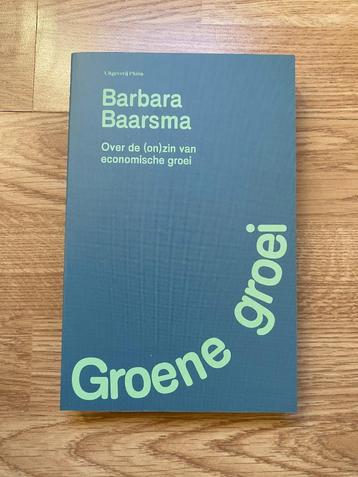 Uitgeverij Pluim
Barbara
Baarsma
Over de (on)zin van
economische groei
Groene groei